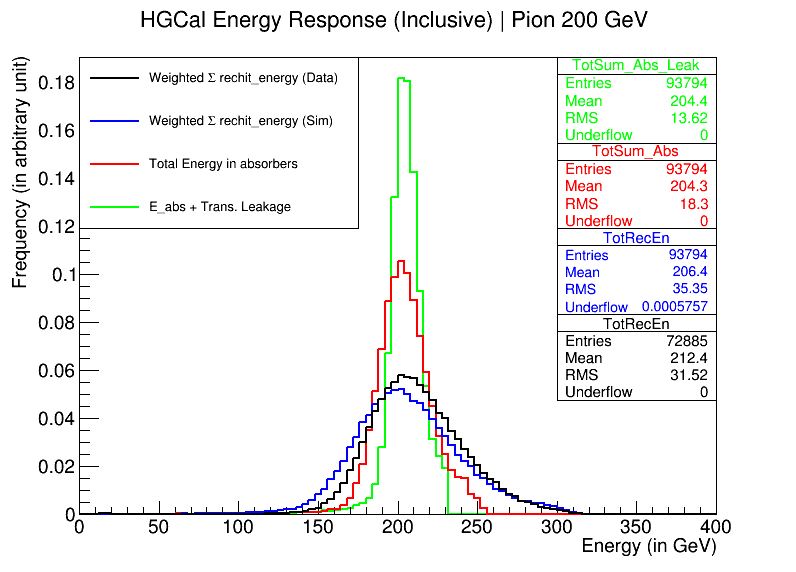 HGCal Energy Response (Inclusive) | Pion 200 GeV
Frequency (in arbitrary unit)
0.18
0.16
0.14
0.12
0.1
0.08
0.06
0.04
0.02
0
Weighted Σ rechit_energy (Data)
Weighted Σ rechit_energy (Sim)
Total Energy in absorbers
E_abs + Trans. Leakage
TotSum_Abs_Leak
Entries 93794
Mean 204.4
RMS 13.62
Underflow 0
TotSum_Abs
Entries 93794
Mean 204.3
RMS 18.3
Underflow 0
TotRecEn
Entries 93794
Mean 206.4
RMS 35.35
Underflow 0.0005757
TotRecEn
Entries 72885
Mean 212.4
RMS 31.52
Underflow 0
0 50 100 150 200 250 300 350 400
Energy (in GeV)